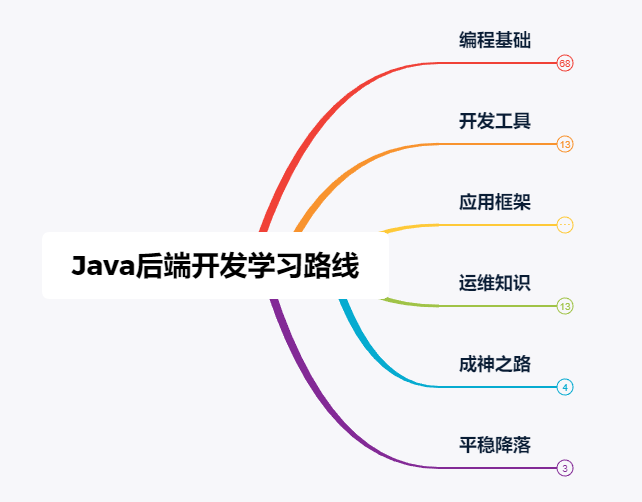 编程基础
68
开发工具
13
应用框架
...
Java后端开发学习路线
运维知识
13
成神之路
4
平稳降落
3